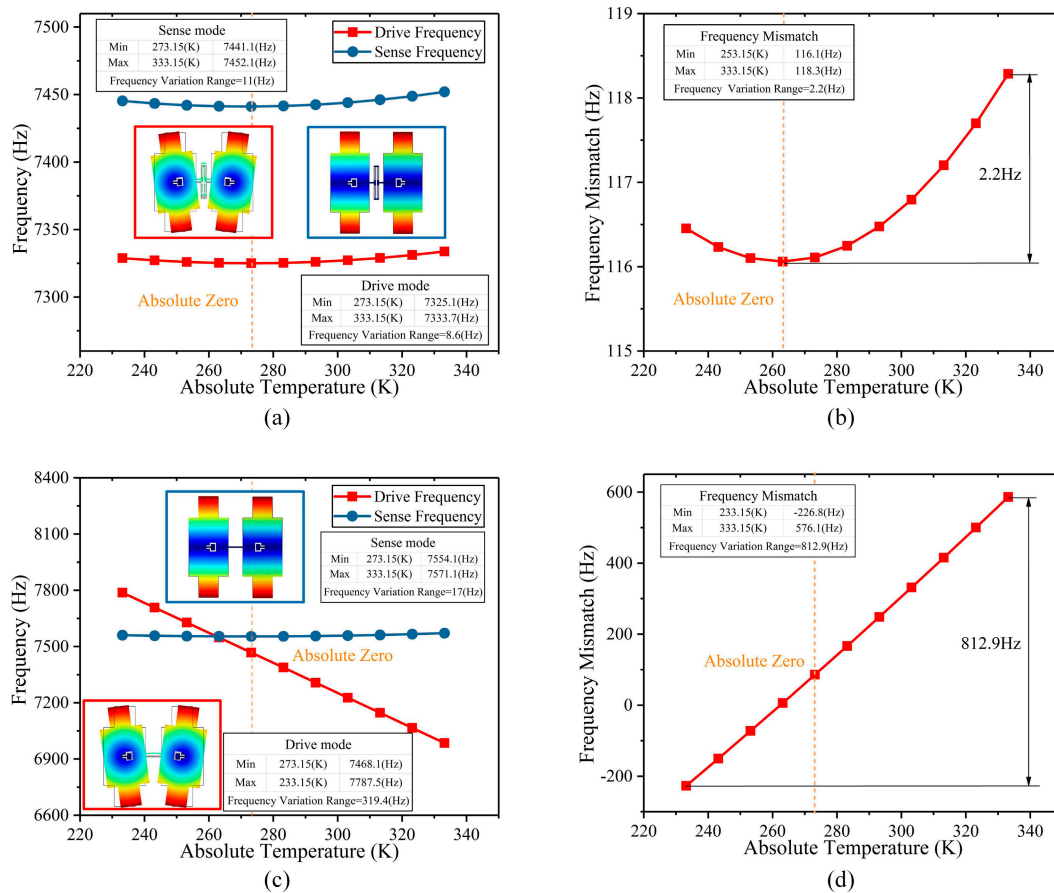 7500
7450
7400
7350
7300
Frequency (Hz)
Sense mode
Min 273.15(K) 7441.1(Hz)
Max 333.15(K) 7452.1(Hz)
Frequency Variation Range=11(Hz)
Drive Frequency
Sense Frequency
Absolute Zero
Drive mode
Min 273.15(K) 7325.1(Hz)
Max 333.15(K) 7333.7(Hz)
Frequency Variation Range=8.6(Hz)
220 240 260 280 300 320 340
Absolute Temperature (K)
(a)
119
118
117
116
115
Frequency Mismatch (Hz)
Frequency Mismatch
Min 253.15(K) 116.1(Hz)
Max 333.15(K) 118.3(Hz)
Frequency Variation Range=2.2(Hz)
2.2Hz
Absolute Zero
220 240 260 280 300 320 340
Absolute Temperature (K)
(b)
8400
8100
7800
7500
7200
6900
6600
Frequency (Hz)
Drive Frequency
Sense Frequency
Sense mode
Min 273.15(K) 7554.1(Hz)
Max 333.15(K) 7571.1(Hz)
Frequency Variation Range=17(Hz)
Absolute Zero
Drive mode
Min 273.15(K) 7468.1(Hz)
Max 233.15(K) 7787.5(Hz)
Frequency Variation Range=319.4(Hz)
220 240 260 280 300 320 340
Absolute Temperature (K)
(c)
600
400
200
0
-200
Frequency Mismatch (Hz)
Frequency Mismatch
Min 233.15(K) -226.8(Hz)
Max 333.15(K) 576.1(Hz)
Frequency Variation Range=812.9(Hz)
Absolute Zero
812.9Hz
220 240 260 280 300 320 340
Absolute Temperature (K)
(d)